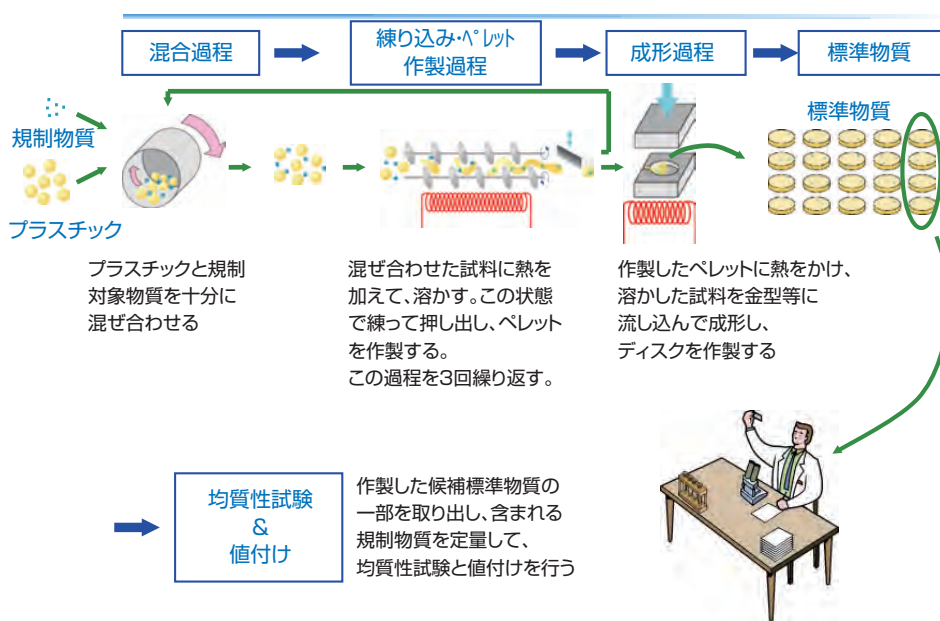 混合過程
練り込み・ペレット
作製過程
成形過程
標準物質
規制物質
プラスチック
標準物質
プラスチックと規制
対象物質を十分に
混ぜ合わせる
混ぜ合わせた試料に熱を
加えて、溶かす。この状態
で練って押し出し、ペレット
を作製する。
この過程を3回繰り返す。
作製したペレットに熱をかけ、
溶かした試料を金型等に
流し込んで成形し、
ディスクを作製する
均質性試験
&
値付け
作製した候補標準物質の
一部を取り出し、含まれる
規制物質を定量して、
均質性試験と値付けを行う